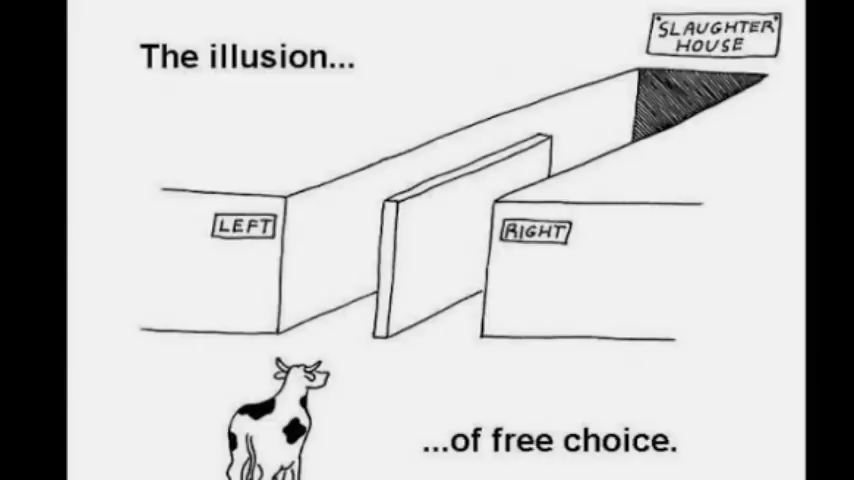 The illusion...
SLAUGHTER
HOUSE
LEFT
RIGHT
...of free choice.